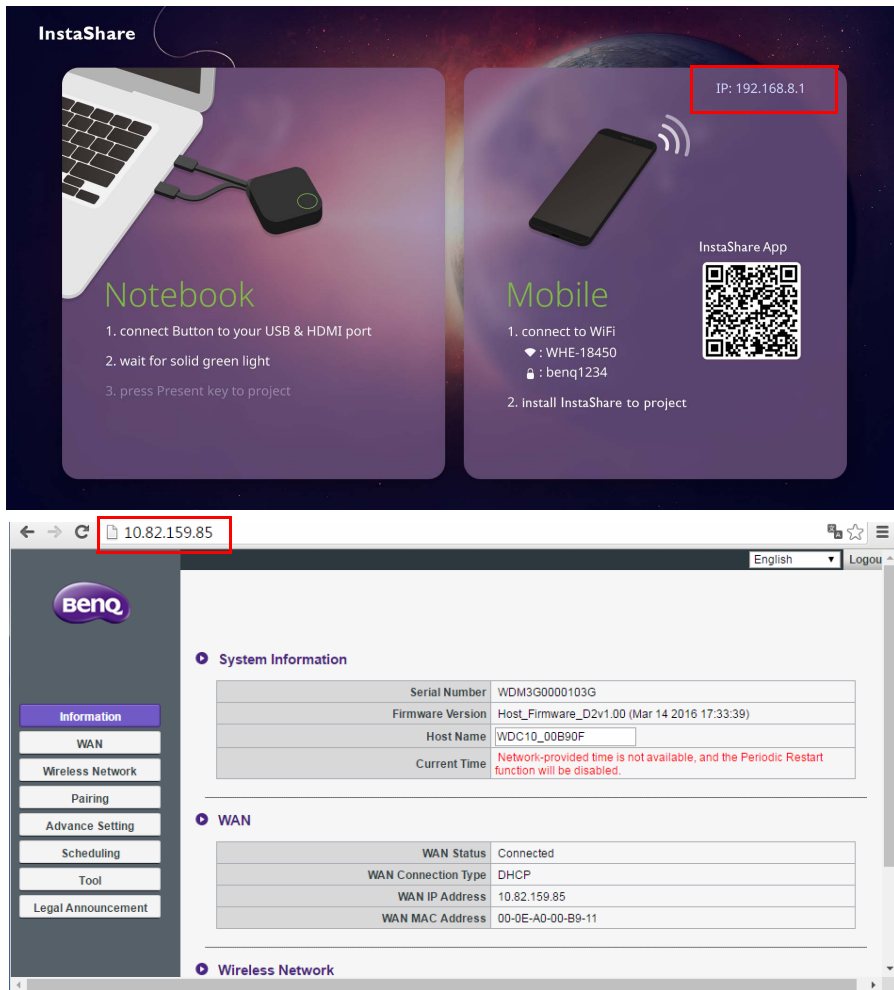 InstaShare
IP: 192.168.8.1
Notebook
1. connect Button to your USB & HDMI port
2. wait for solid green light
3. press Present key to project
InstaShare App
Mobile
1. connect to WiFi
: WHE-18450
: benq1234
2. install InstaShare to project
10.82.159.85
English
Logou
BenQ
Information
WAN
Wireless Network
Pairing
Advance Setting
Scheduling
Tool
Legal Announcement
System Information
Serial Number WDM3G0000103G
Firmware Version Host_Firmware_D2v1.00 (Mar 14 2016 17:33:39)
Host Name WDC10_00B90F
Current Time Network-provided time is not available, and the Periodic Restart
function will be disabled.
WAN
WAN Status Connected
WAN Connection Type DHCP
WAN IP Address 10.82.159.85
WAN MAC Address 00-0E-A0-00-B9-11
Wireless Network